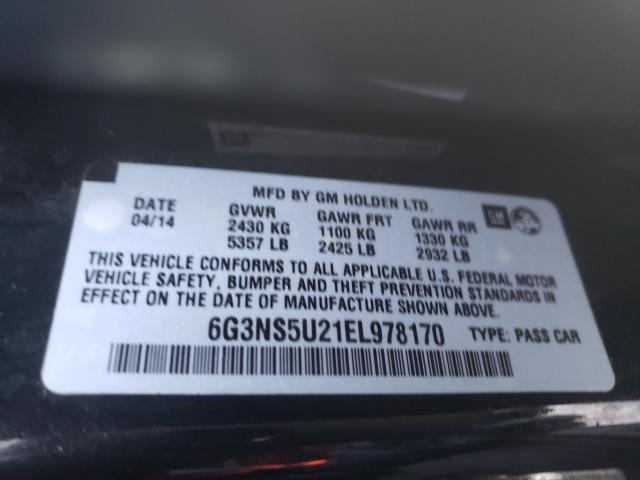 MFD BY GM HOLDEN LTD.
DATE GVWR GAWR FRT GAWR RR GM
04/14 2430 KG 1100 KG 1330 KG
5357 LB 2425 LB 2932 LB
THIS VEHICLE CONFORMS TO ALL APPLICABLE U.S. FEDERAL MOTOR
VEHICLE SAFETY, BUMPER AND THEFT PREVENTION STANDARDS IN
EFFECT ON THE DATE OF MANUFACTURE SHOWN ABOVE.
6G3NS5U21EL978170 TYPE: PASS CAR